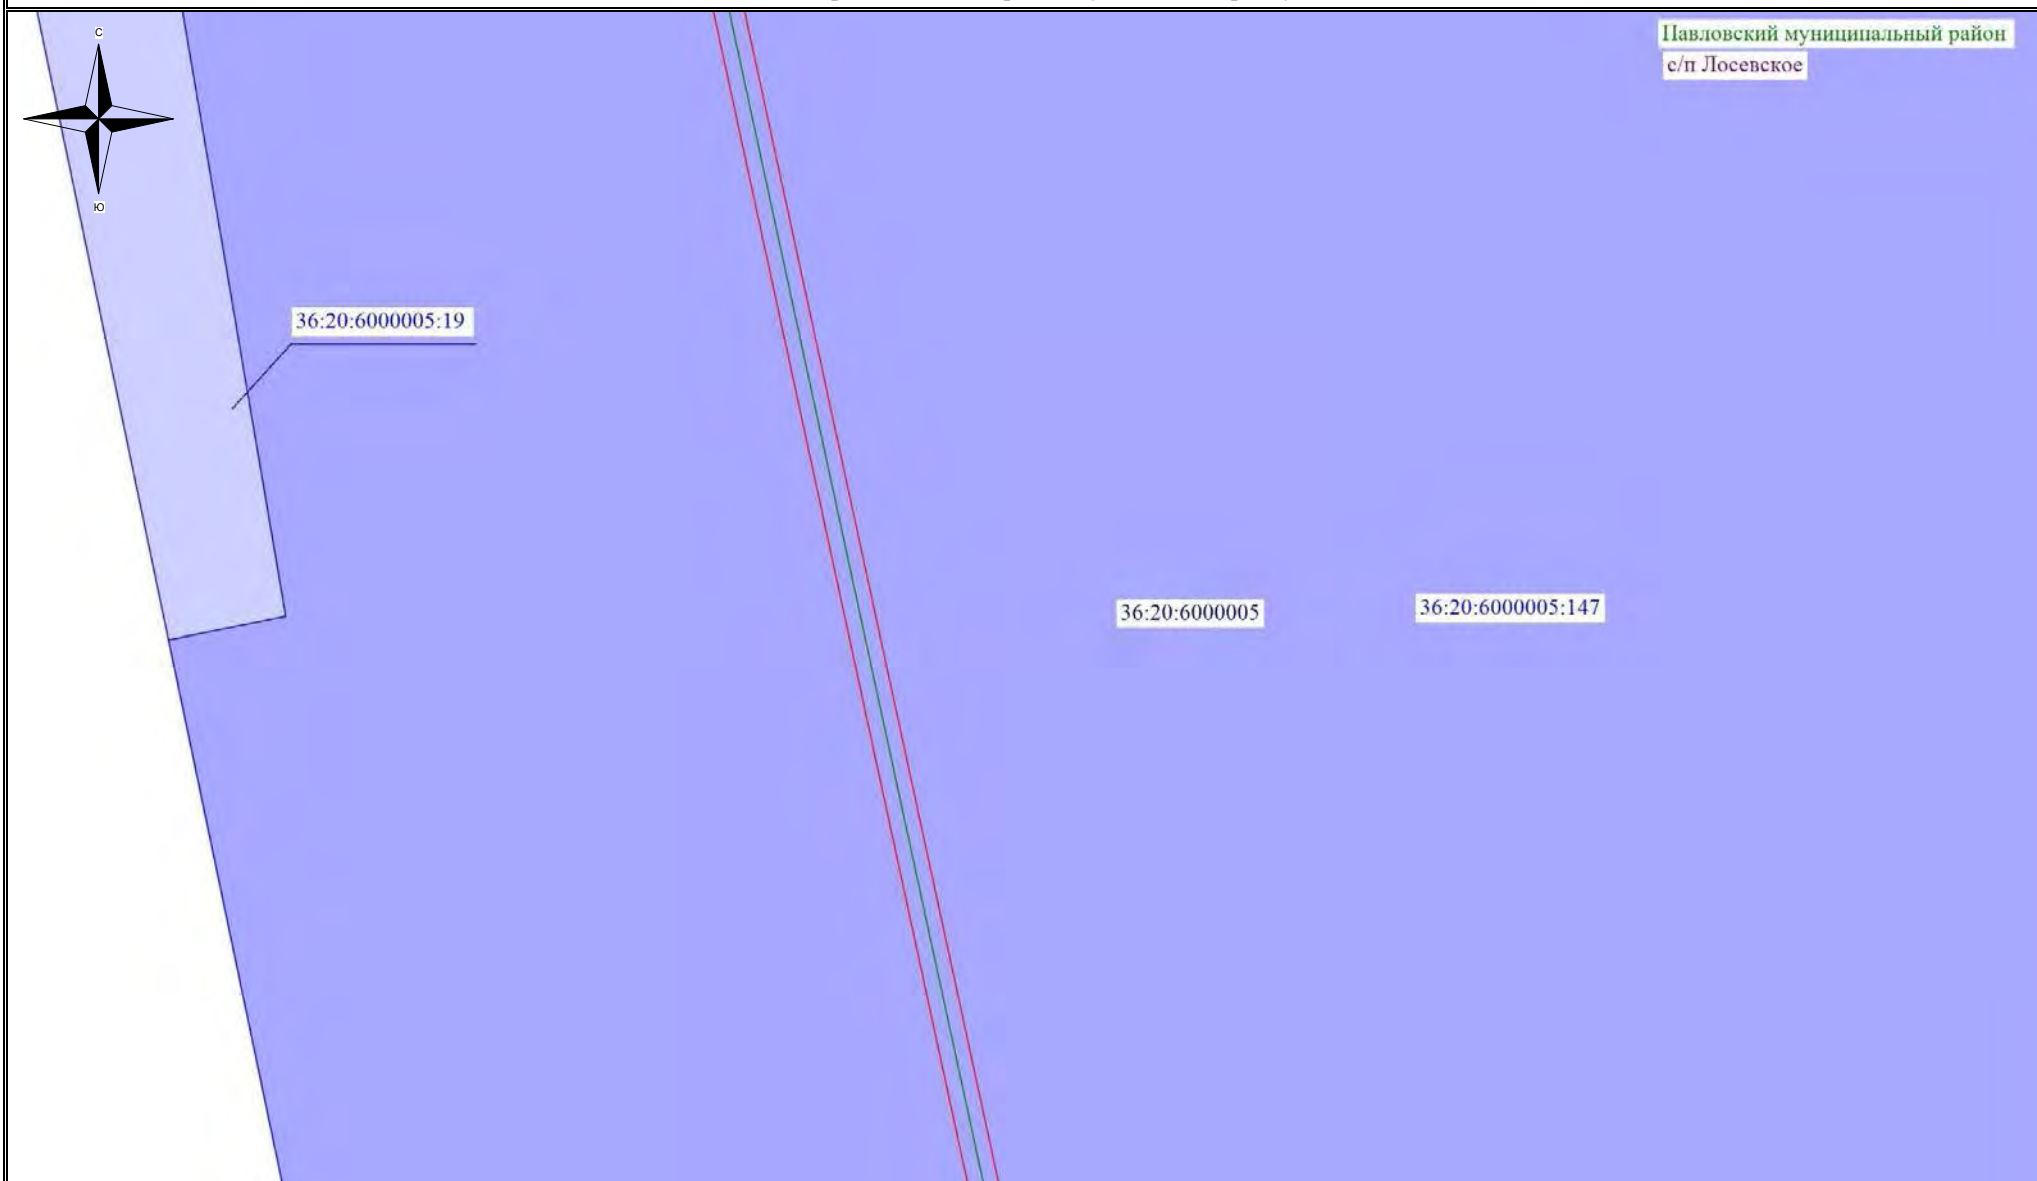 С
Павловский муниципальный район
с/п Лосевское
Ю
36:20:6000005:19
36:20:6000005
36:20:6000005:147